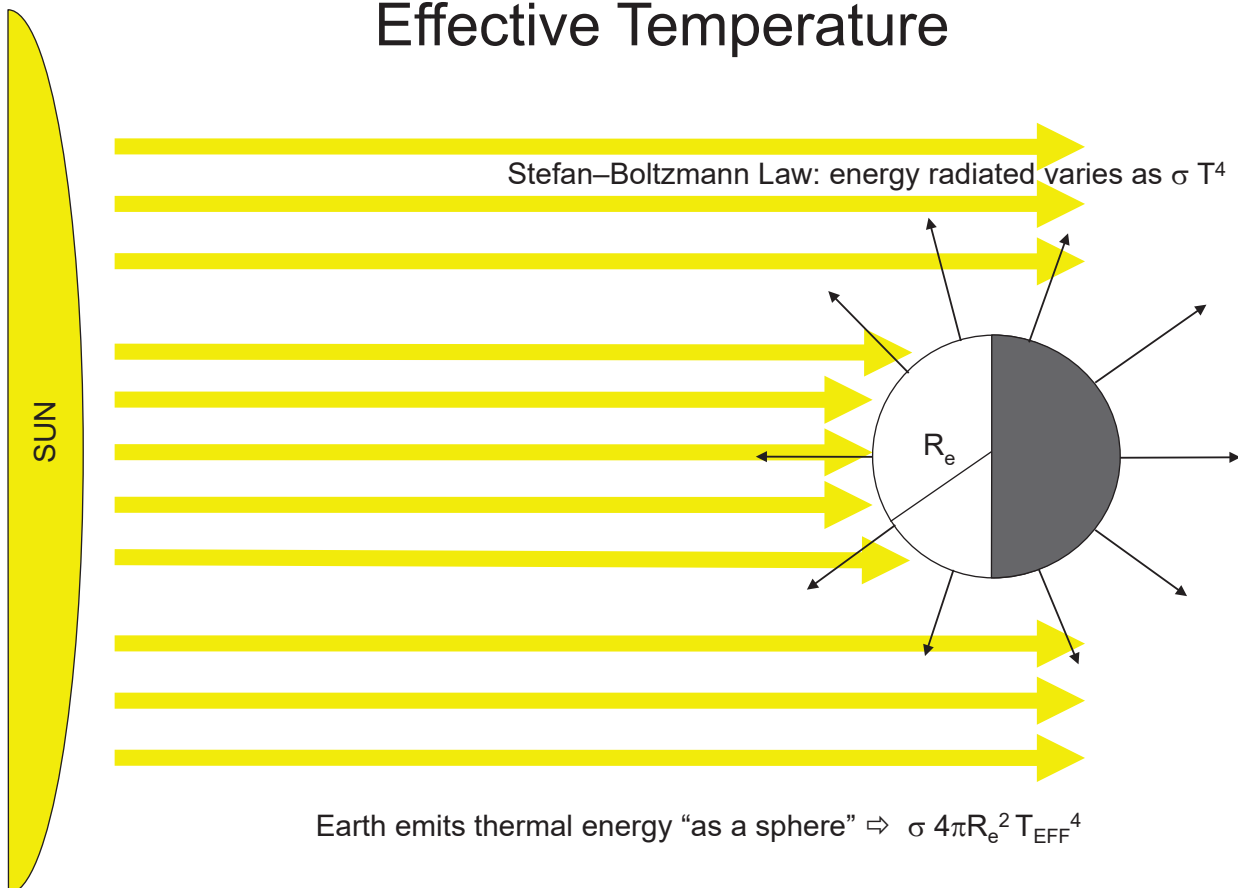 Effective Temperature
Stefan–Boltzmann Law: energy radiated varies as σ T⁴
SUN
Rₑ
Earth emits thermal energy “as a sphere” ⇨ σ 4πRₑ² T_EFF⁴